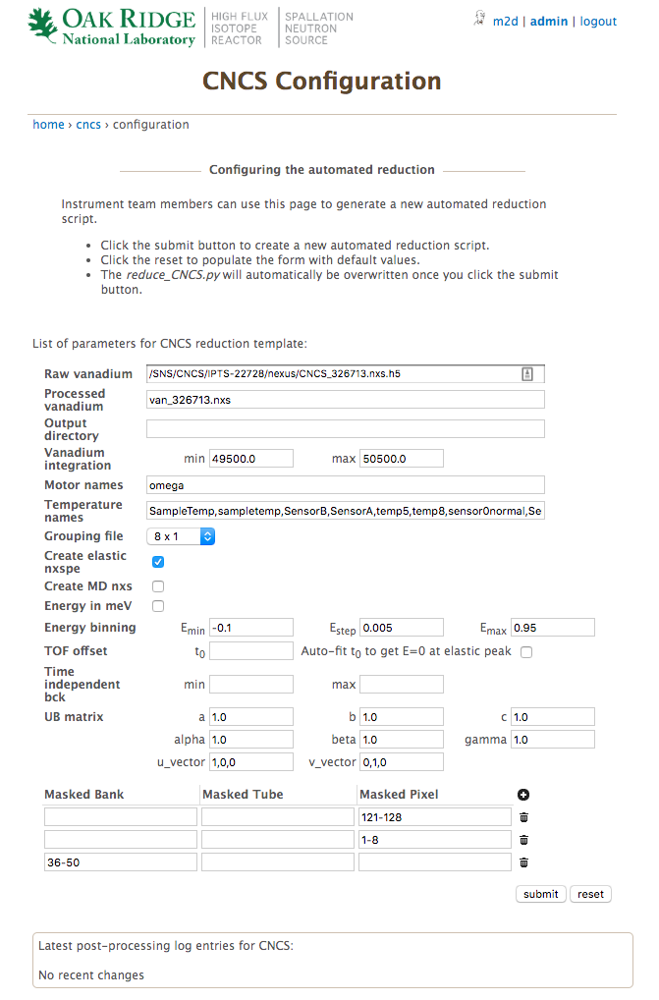 OAK RIDGE
National Laboratory
HIGH FLUX
ISOTOPE
REACTOR
SPALLATION
NEUTRON
SOURCE
m2d | admin | logout
CNCS Configuration
home › cncs › configuration
Configuring the automated reduction
Instrument team members can use this page to generate a new automated reduction
script.
• Click the submit button to create a new automated reduction script.
• Click the reset to populate the form with default values.
• The reduce_CNCS.py will automatically be overwritten once you click the submit
button.
List of parameters for CNCS reduction template:
Raw vanadium /SNS/CNCS/IPTS-22728/nexus/CNCS_326713.nxs.h5
Processed
vanadium van_326713.nxs
Output
directory
Vanadium
integration min 49500.0 max 50500.0
Motor names omega
Temperature
names SampleTemp,sampletemp,SensorB,SensorA,temp5,temp8,sensor0normal,Se
Grouping file 8 x 1
Create elastic
nxspe
Create MD nxs
Energy in meV
Energy binning Emin -0.1 Estep 0.005 Emax 0.95
TOF offset t0 Auto-fit t0 to get E=0 at elastic peak
Time
independent
bck min max
UB matrix a 1.0 b 1.0 c 1.0
alpha 1.0 beta 1.0 gamma 1.0
u_vector 1,0,0 v_vector 0,1,0
Masked Bank Masked Tube Masked Pixel
121-128
1-8
36-50
submit reset
Latest post-processing log entries for CNCS:
No recent changes